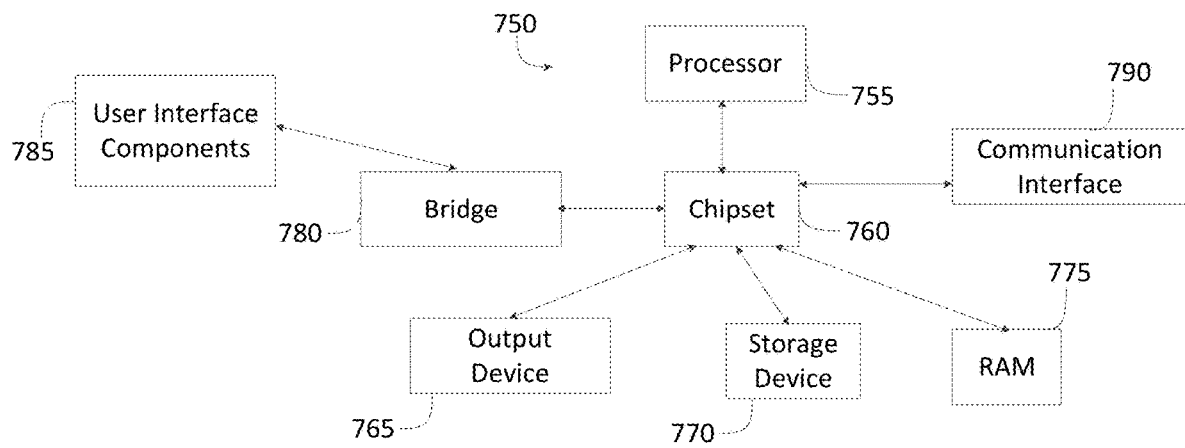 750
Processor
755
790
User Interface
Components
785
Communication
Interface
Bridge
780
Chipset
760
775
Output
Device
765
Storage
Device
770
RAM